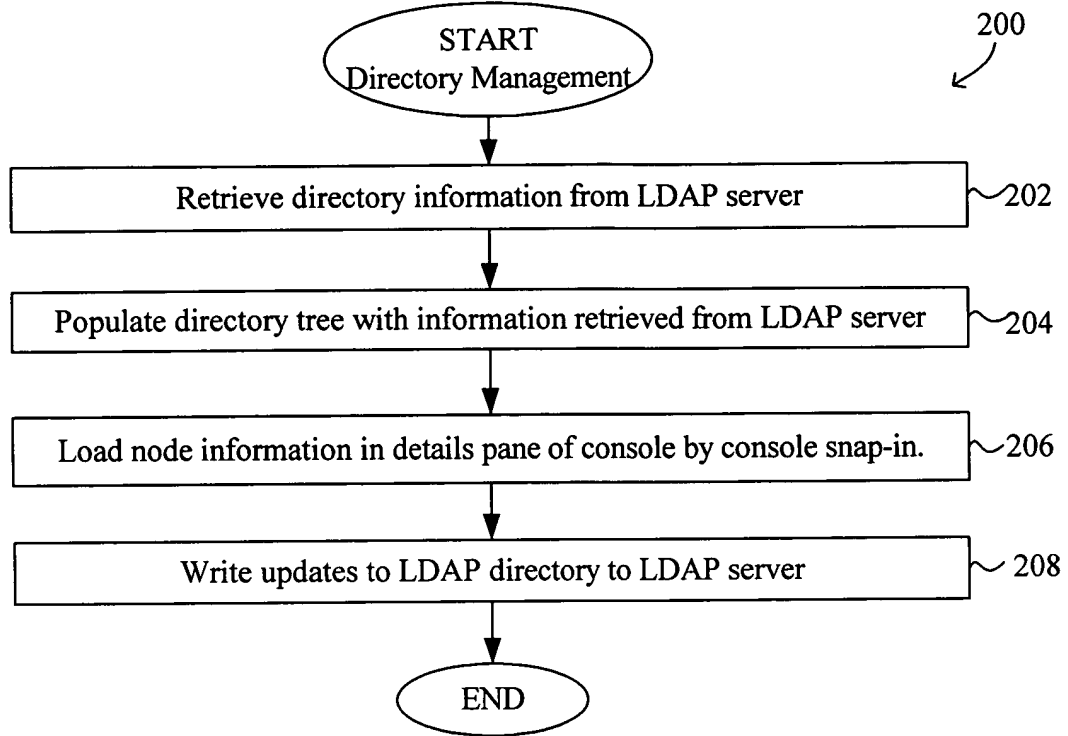 200
START
Directory Management
Retrieve directory information from LDAP server
202
Populate directory tree with information retrieved from LDAP server
204
Load node information in details pane of console by console snap-in.
206
Write updates to LDAP directory to LDAP server
208
END